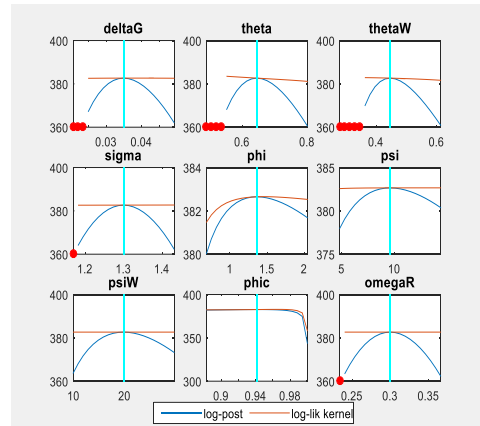 deltaG theta thetaW
400 400 400
380 380 380
360 360 360
0.03 0.04 0.6 0.8 0.4 0.6
sigma phi psi
400 384 385
380 382 380
360 380 375
1.2 1.3 1.4 1 1.5 2 5 10
psiW phic omegaR
400 400 400
380 350 380
360 300 360
10 20 0.9 0.94 0.98 0.25 0.3 0.35
log-post log-lik kernel